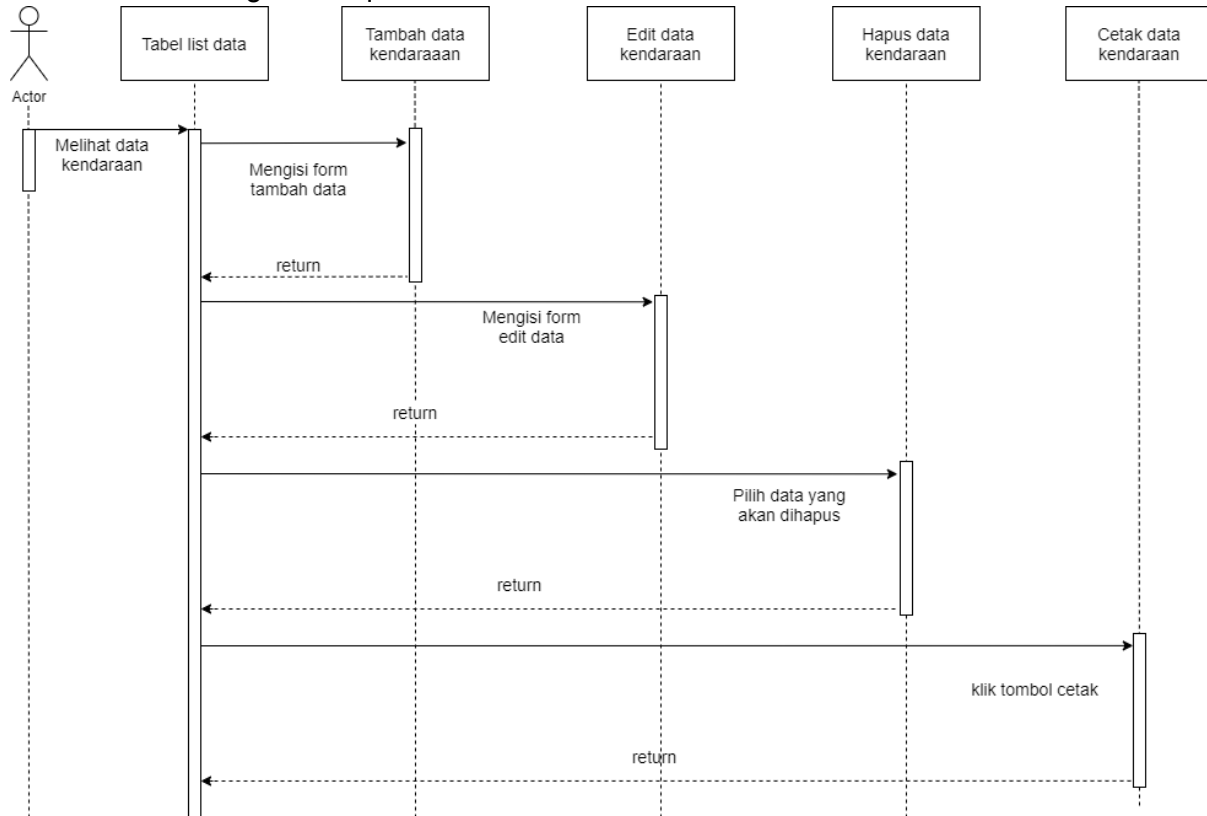 Actor
Tabel list data
Tambah data
kendaraaan
Edit data
kendaraan
Hapus data
kendaraan
Cetak data
kendaraan
Melihat data
kendaraan
Mengisi form
tambah data
return
Mengisi form
edit data
return
Pilih data yang
akan dihapus
return
klik tombol cetak
return